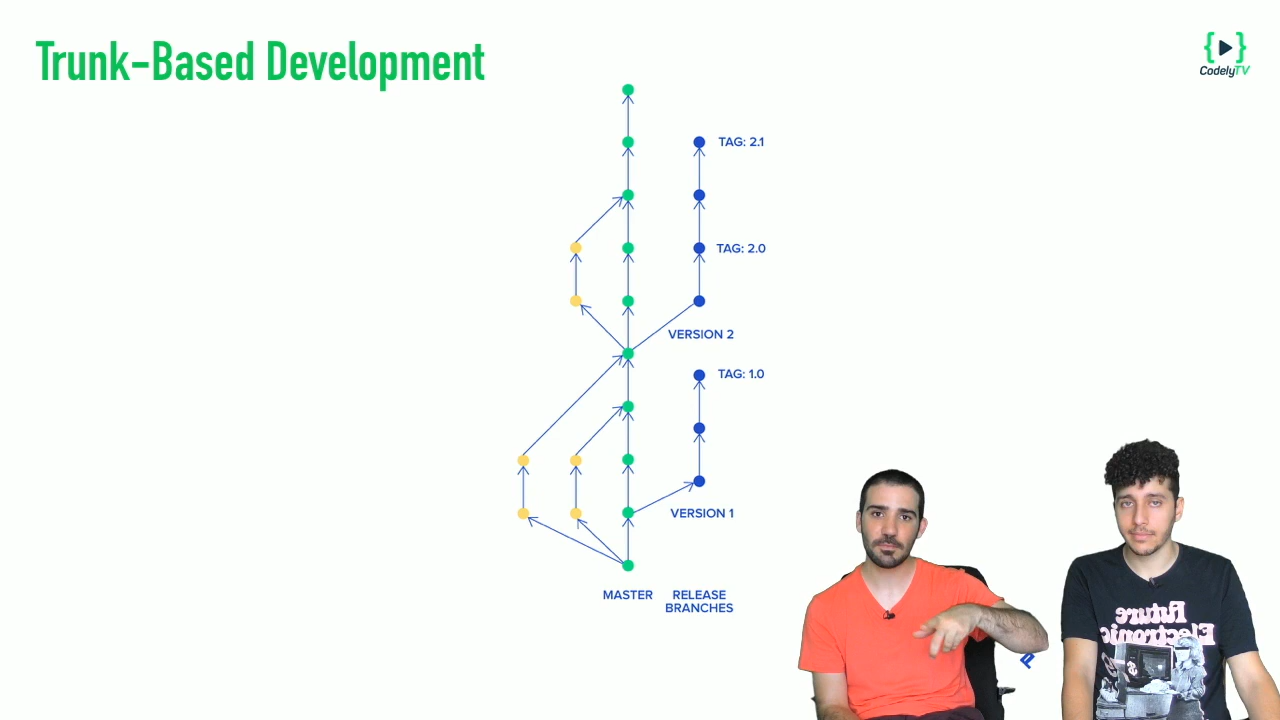 Trunk-Based Development
CodelyTV
TAG: 2.1
TAG: 2.0
VERSION 2
TAG: 1.0
VERSION 1
MASTER
RELEASE
BRANCHES
Future
Electronic